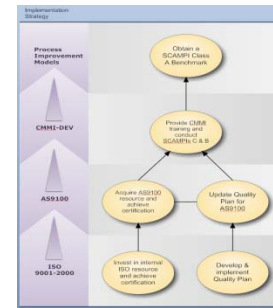 Implementation
Strategy
Process
Improvement
Models
Obtain a
SCAMPI Class
A Benchmark
CMMI-DEV
Provide CMMI
training and
conduct
SCAMPIs C & B
AS9100
Acquire AS9100
resource and
achieve
certification
Update Quality
Plan for
AS9100
ISO
9001-2000
Invest in internal
ISO resource and
achieve
certification
Develop &
implement
Quality Plan